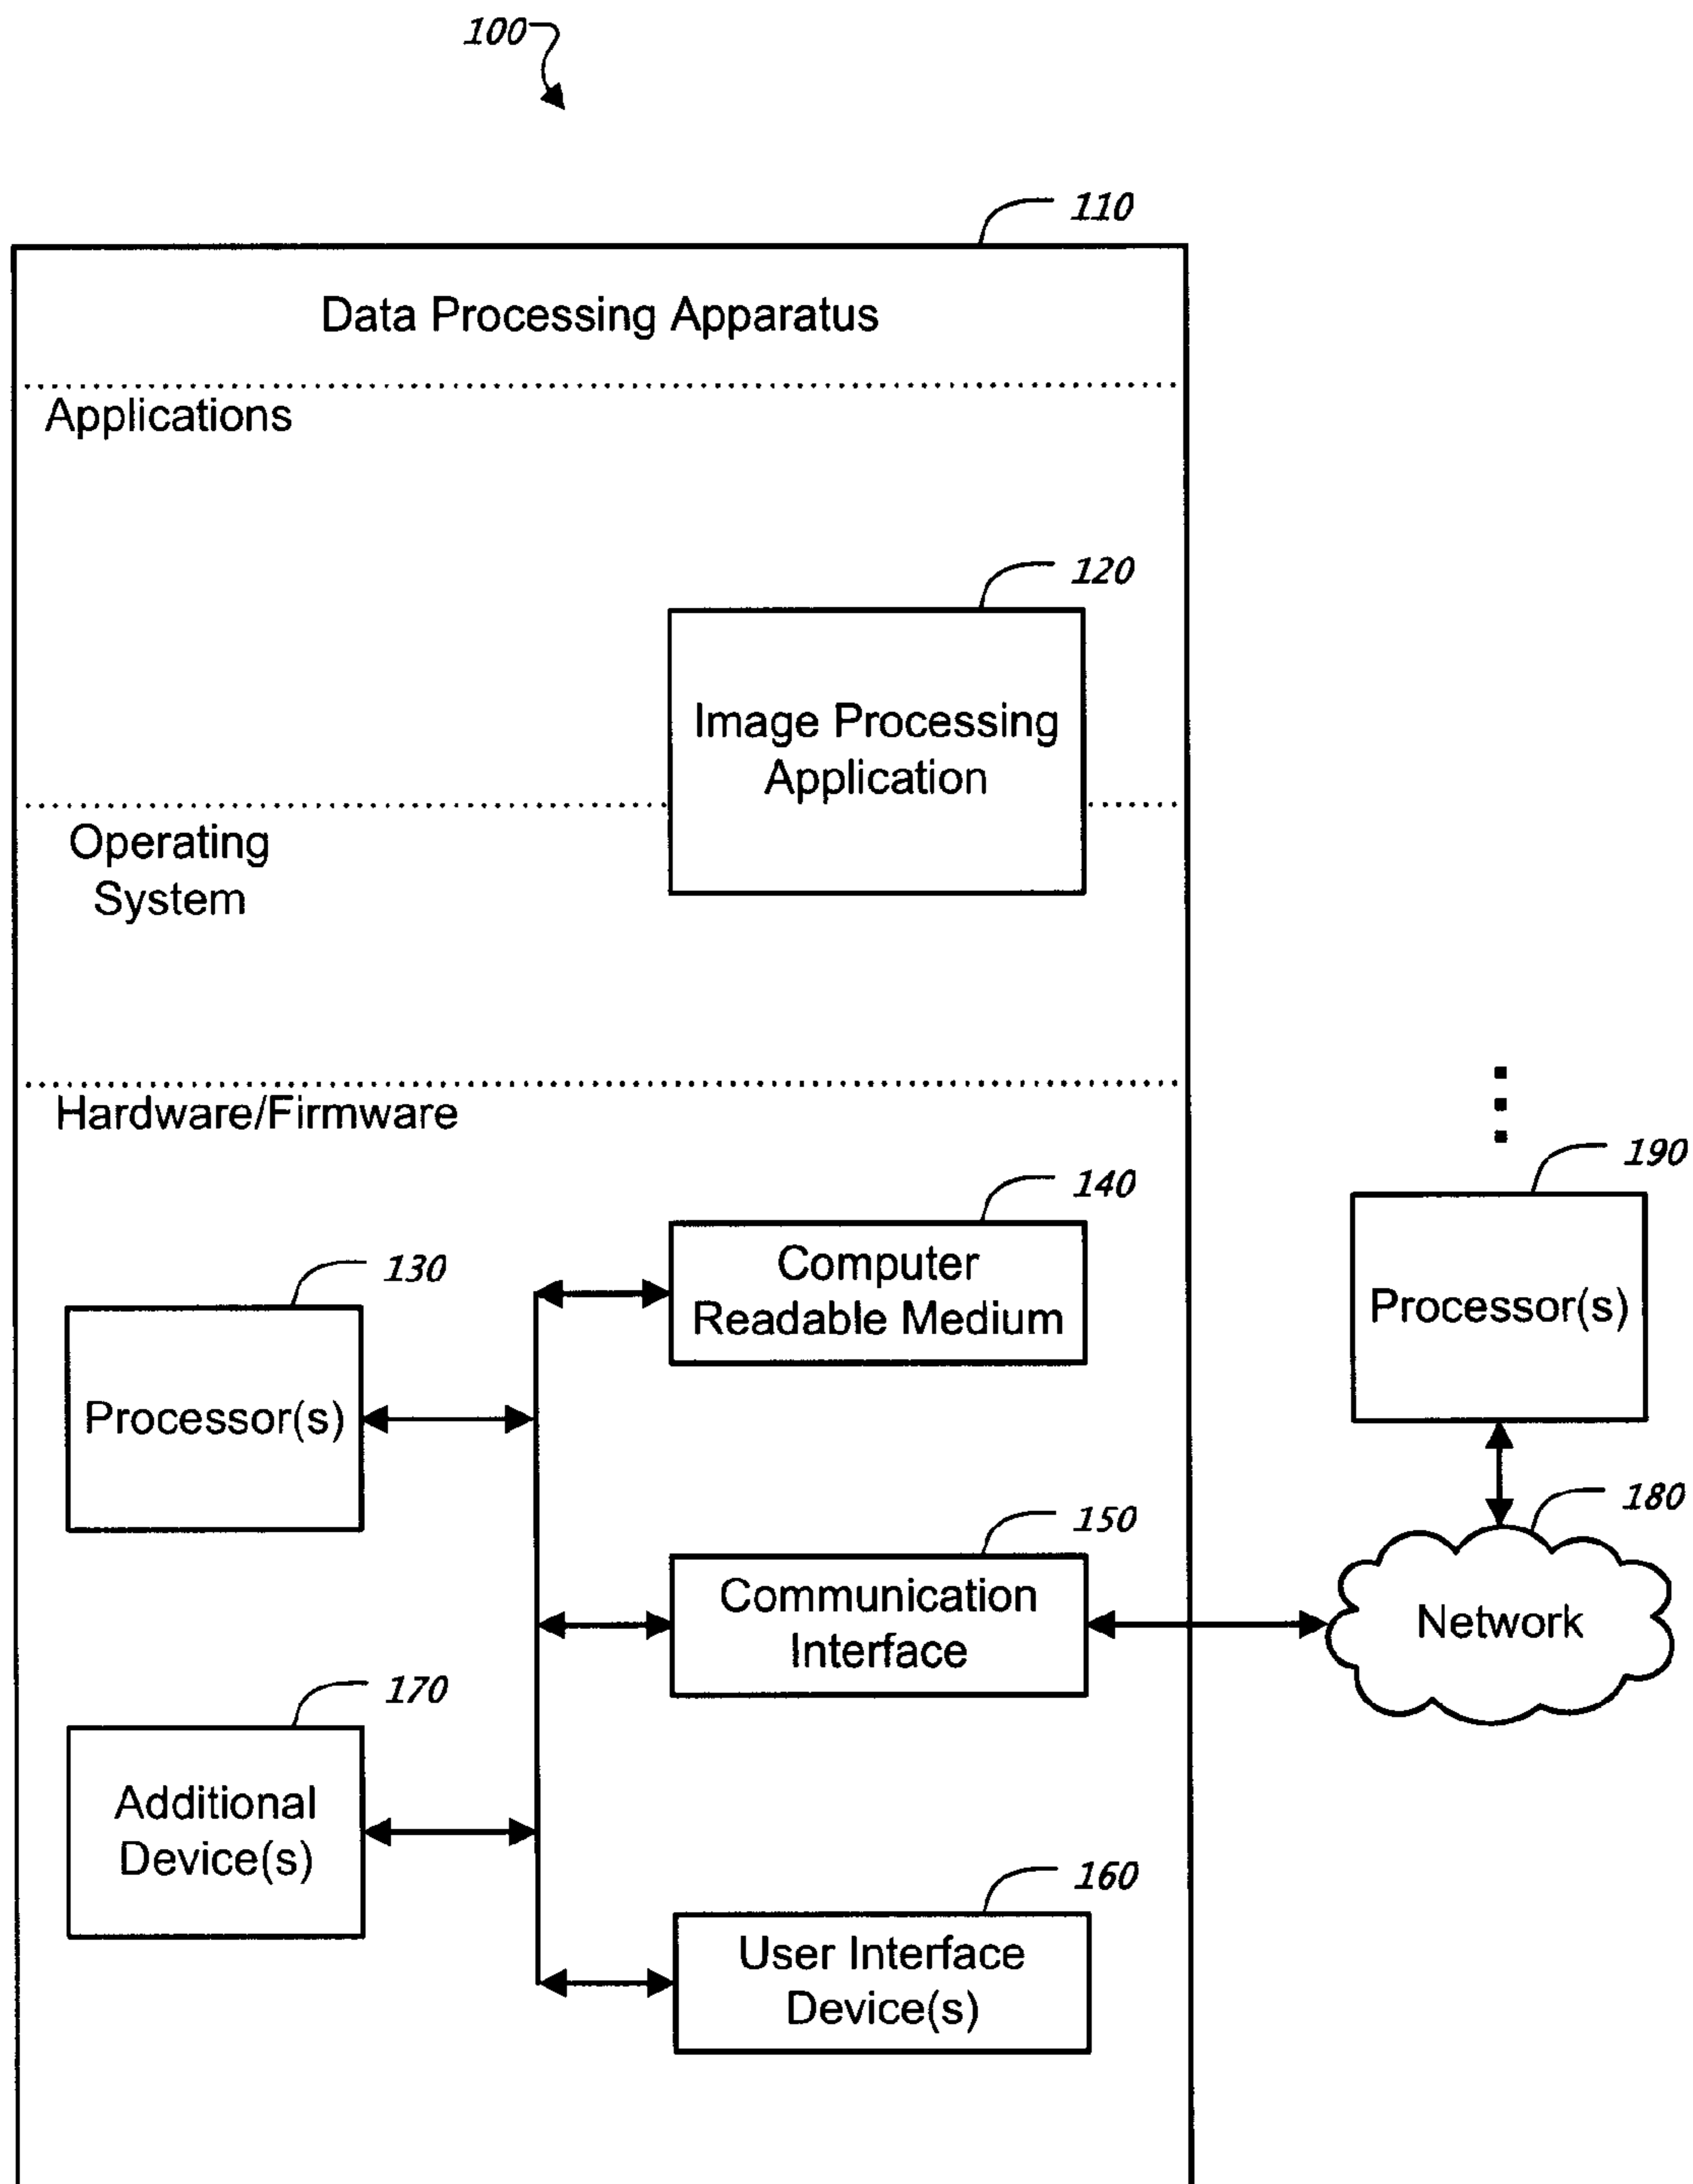 100
110
Data Processing Apparatus
Applications
120
Image Processing
Application
Operating
System
Hardware/Firmware
140
190
Computer
Readable Medium
130
Processor(s)
Processor(s)
150
180
Communication
Interface
Network
170
Additional
Device(s)
160
User Interface
Device(s)